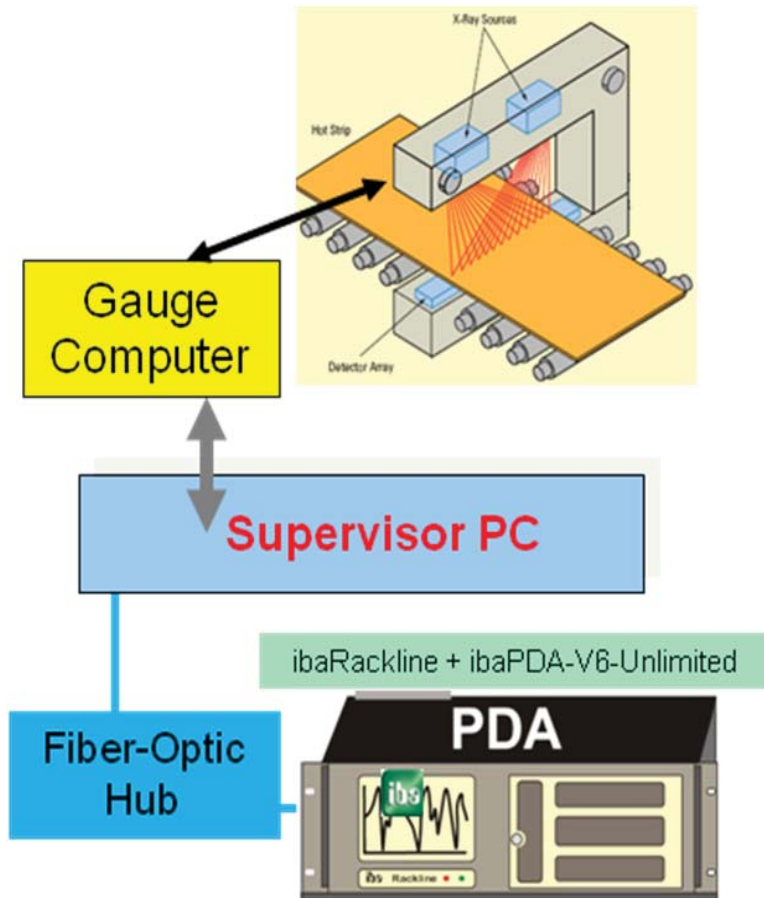 X-Ray Sources
Hot Strip
Detector Array
Gauge
Computer
Supervisor PC
ibaRackline + ibaPDA-V6-Unlimited
Fiber-Optic
Hub
PDA
iba
iba Rackline